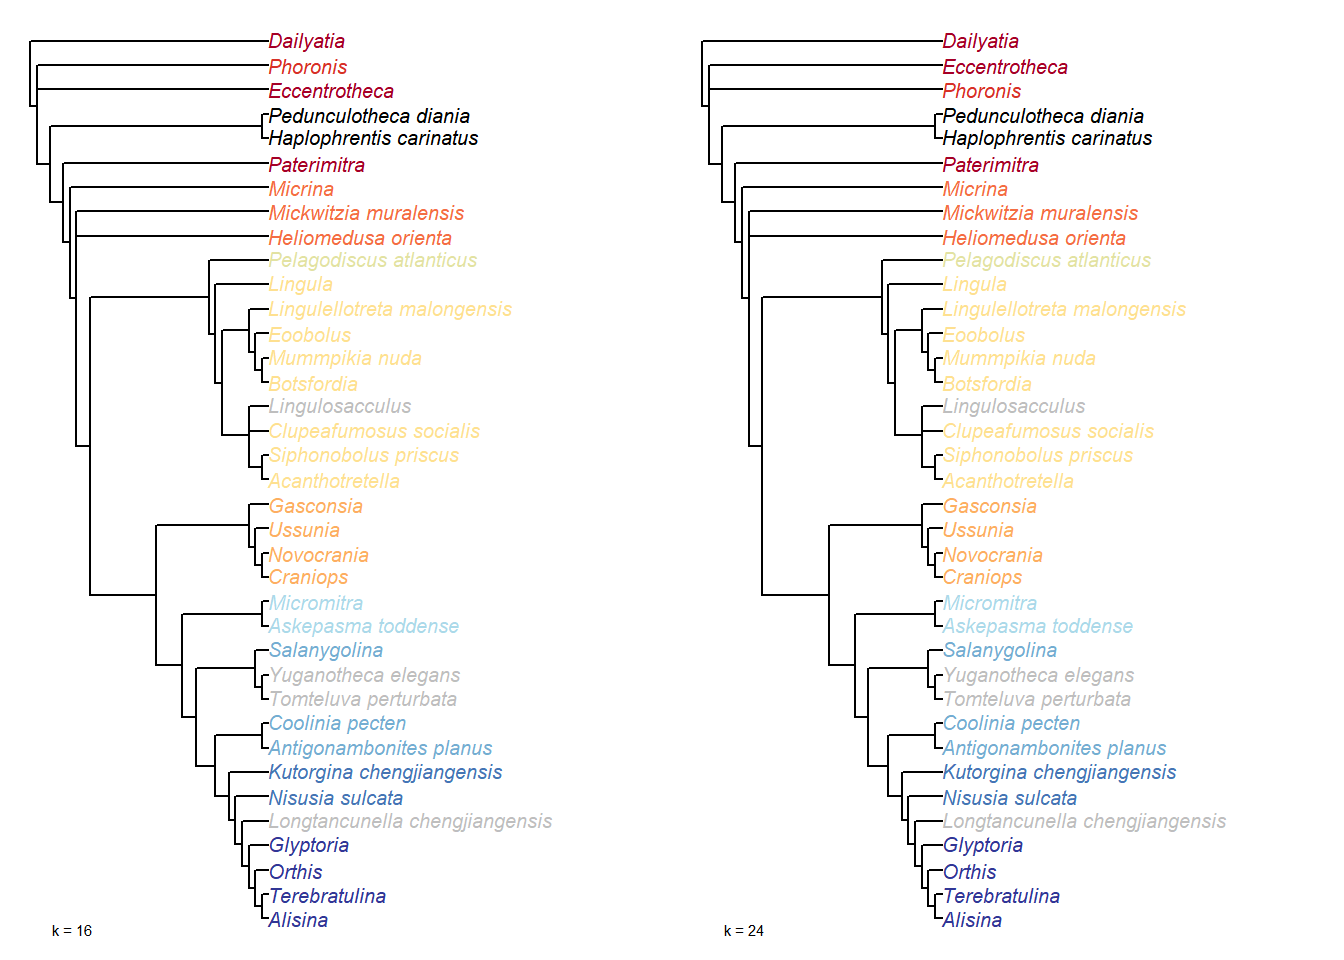 Dailyatia
Phoronis
Eccentrotheca
Pedunculotheca diania
Haplophrentis carinatus
Paterimitra
Micrina
Mickwitzia muralensis
Heliomedusa orienta
Pelagodiscus atlanticus
Lingula
Lingulellotreta malongensis
Eoobolus
Mummpikia nuda
Botsfordia
Lingulosacculus
Clupeafumosus socialis
Siphonobolus priscus
Acanthotretella
Gasconsia
Ussunia
Novocrania
Craniops
Micromitra
Askepasma toddense
Salanygolina
Yuganotheca elegans
Tomteluva perturbata
Coolinia pecten
Antigonambonites planus
Kutorgina chengjiangensis
Nisusia sulcata
Longtancunella chengjiangensis
Glyptoria
Orthis
Terebratulina
Alisina
k = 16
Dailyatia
Eccentrotheca
Phoronis
Pedunculotheca diania
Haplophrentis carinatus
Paterimitra
Micrina
Mickwitzia muralensis
Heliomedusa orienta
Pelagodiscus atlanticus
Lingula
Lingulellotreta malongensis
Eoobolus
Mummpikia nuda
Botsfordia
Lingulosacculus
Clupeafumosus socialis
Siphonobolus priscus
Acanthotretella
Gasconsia
Ussunia
Novocrania
Craniops
Micromitra
Askepasma toddense
Salanygolina
Yuganotheca elegans
Tomteluva perturbata
Coolinia pecten
Antigonambonites planus
Kutorgina chengjiangensis
Nisusia sulcata
Longtancunella chengjiangensis
Glyptoria
Orthis
Terebratulina
Alisina
k = 24